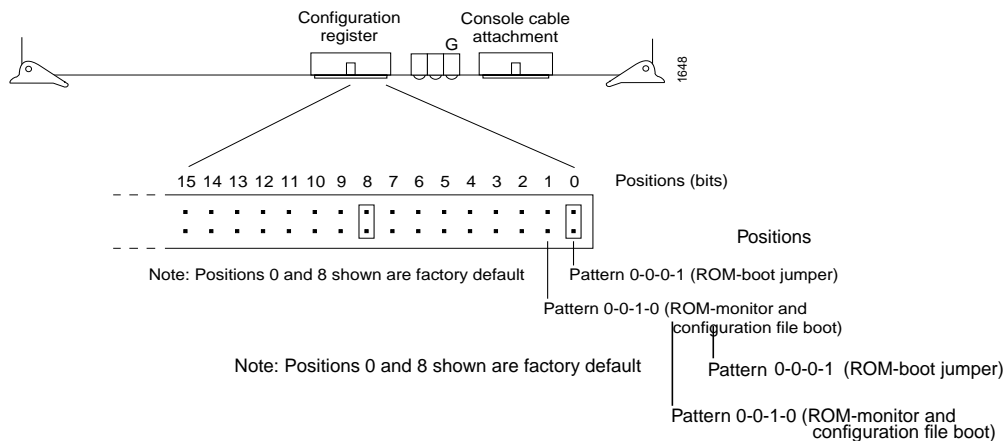 Configuration
register
Console cable
attachment
G
1648
15 14 13 12 11 10 9 8 7 6 5 4 3 2 1 0 Positions (bits)
Positions
Note: Positions 0 and 8 shown are factory default
Pattern 0-0-0-1 (ROM-boot jumper)
Pattern 0-0-1-0 (ROM-monitor and
configuration file boot)
Note: Positions 0 and 8 shown are factory default
Pattern 0-0-0-1 (ROM-boot jumper)
Pattern 0-0-1-0 (ROM-monitor and
configuration file boot)